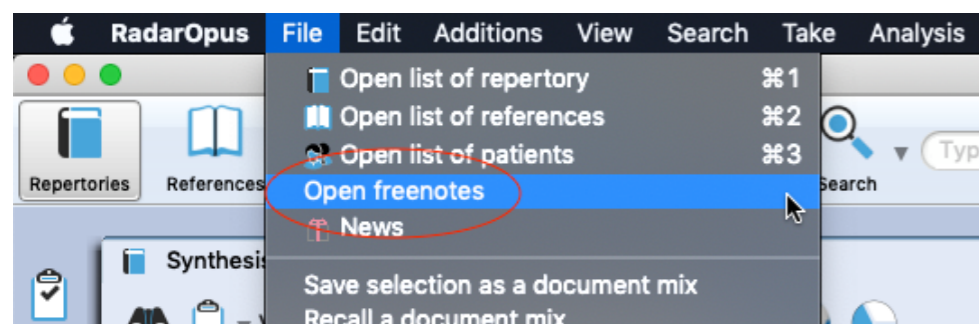 RadarOpus File Edit Additions View Search Take Analysis
Open list of repertory ⌘1
Open list of references ⌘2
Open list of patients ⌘3
Typ
Repertories References Search
Open freenotes
News
Synthesis
Save selection as a document mix
Recall a document mix